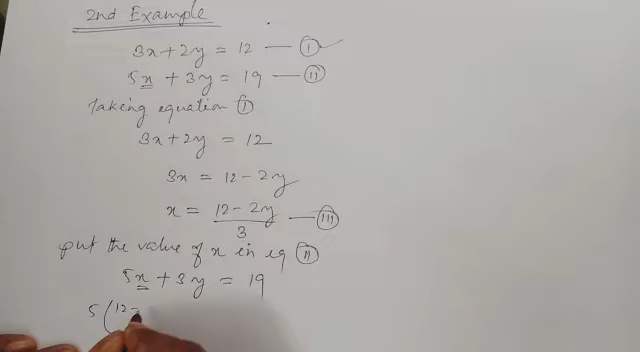 2nd Example
3x + 2y = 12 — (I)
5x + 3y = 19 — (II)
Taking equation (I)
3x + 2y = 12
3x = 12 - 2y
x = (12 - 2y)/3 — (III)
put the value of x in eq (II)
5x + 3y = 19
5 ( 12 -